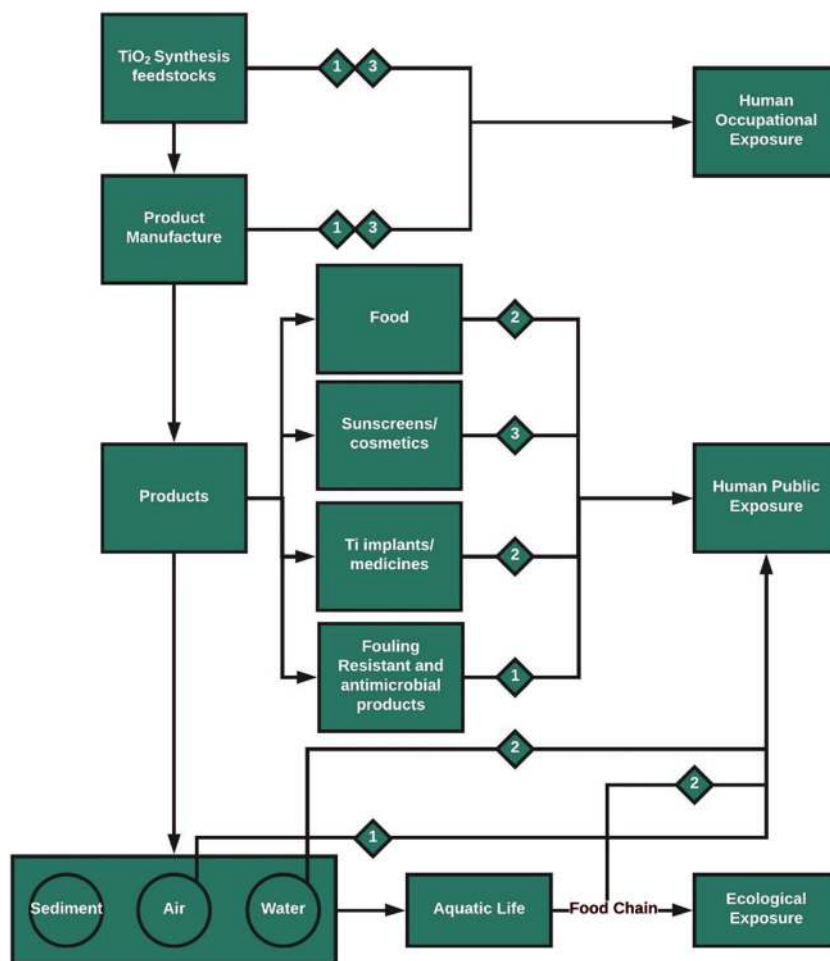 TiO₂ Synthesis
feedstocks
1
3
Human
Occupational
Exposure
Product
Manufacture
1
3
Food
2
Sunscreens/
cosmetics
3
Products
Human Public
Exposure
Ti implants/
medicines
2
Fouling
Resistant and
antimicrobial
products
1
2
2
1
Sediment
Air
Water
Aquatic Life
Food Chain
Ecological
Exposure